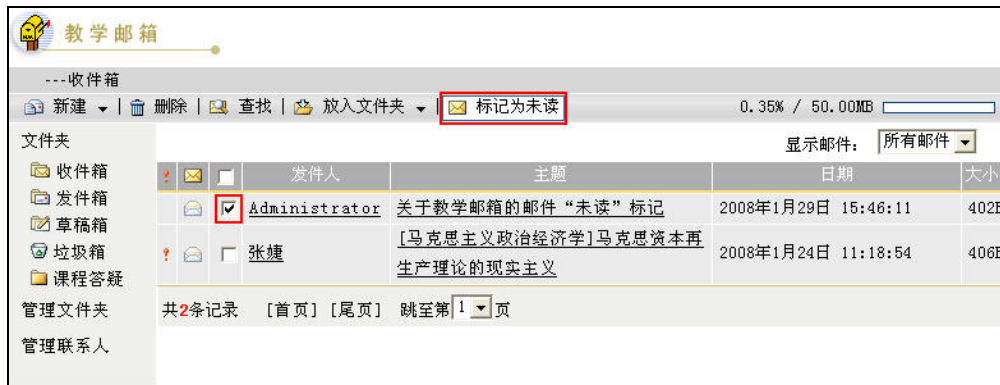 教学邮箱
---收件箱
新建 | 删除 | 查找 | 放入文件夹 | 标记为未读 0.35% / 50.00MB
文件夹 显示邮件： 所有邮件
收件箱 ! 发件人 主题 日期 大小
发件箱 Administrator 关于教学邮箱的邮件“未读”标记 2008年1月29日 15:46:11 402B
草稿箱
垃圾箱 ! 张婕 [马克思主义政治经济学]马克思资本再 2008年1月24日 11:18:54 406B
生产理论的现实主义
课程答疑
管理文件夹 共2条记录 [首页] [尾页] 跳至第 1 页
管理联系人